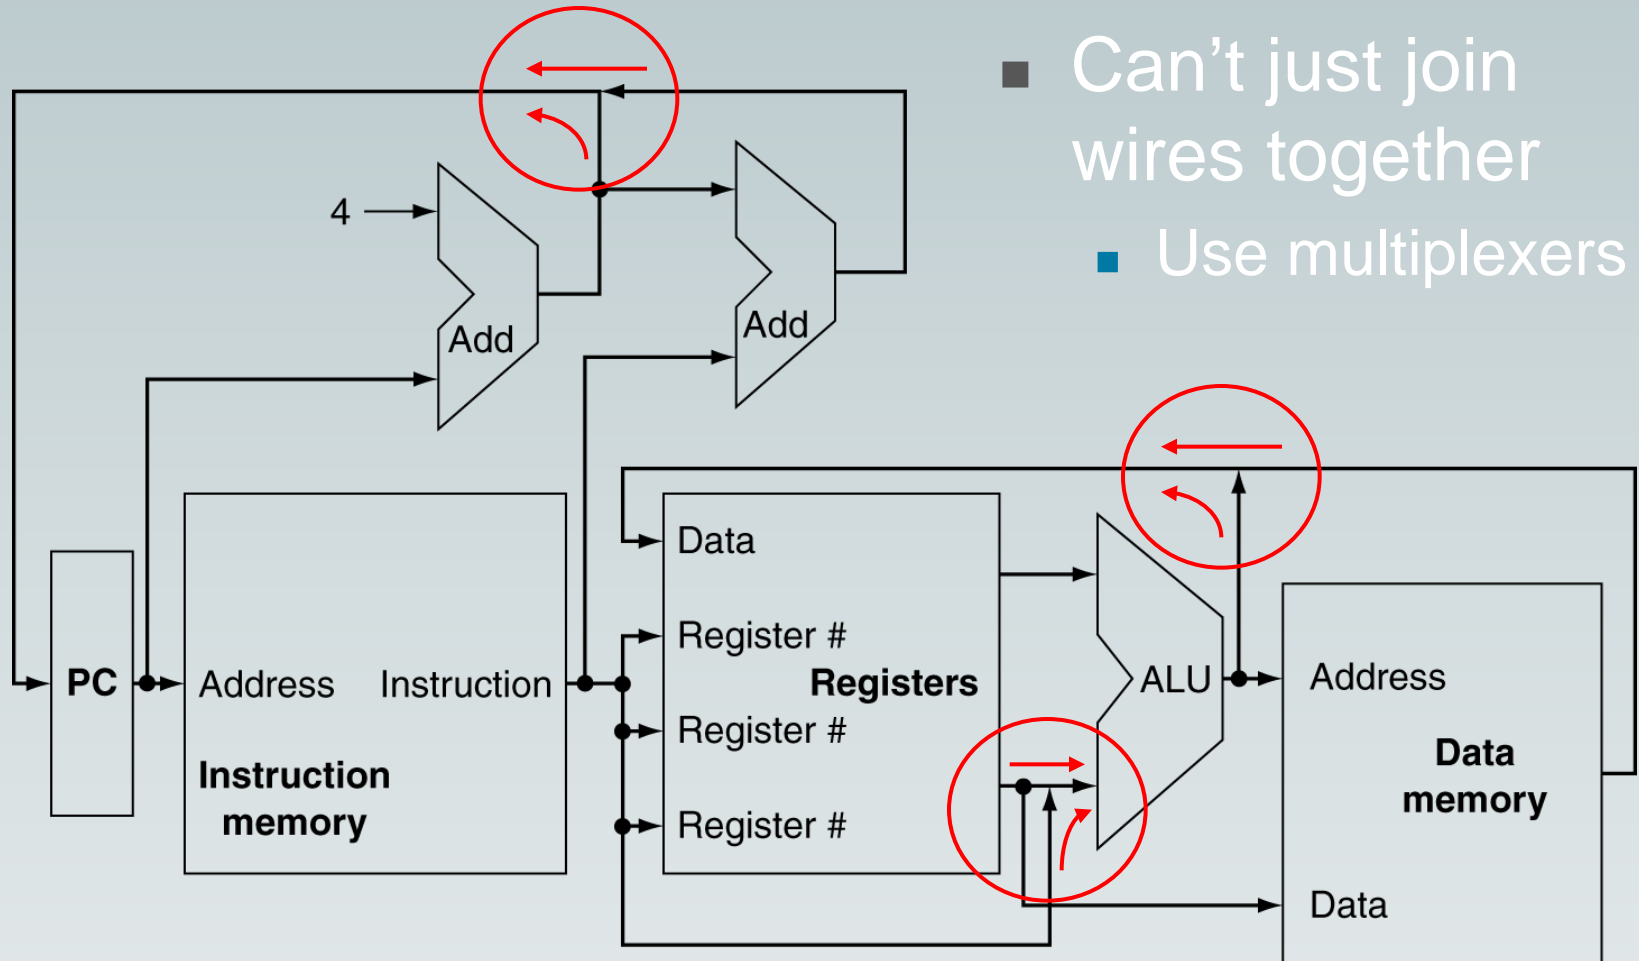 Can't just join
wires together
Use multiplexers
4
Add
Add
Data
Register #
Registers
Register #
Register #
PC
Address Instruction
Instruction
memory
ALU
Address
Data
memory
Data